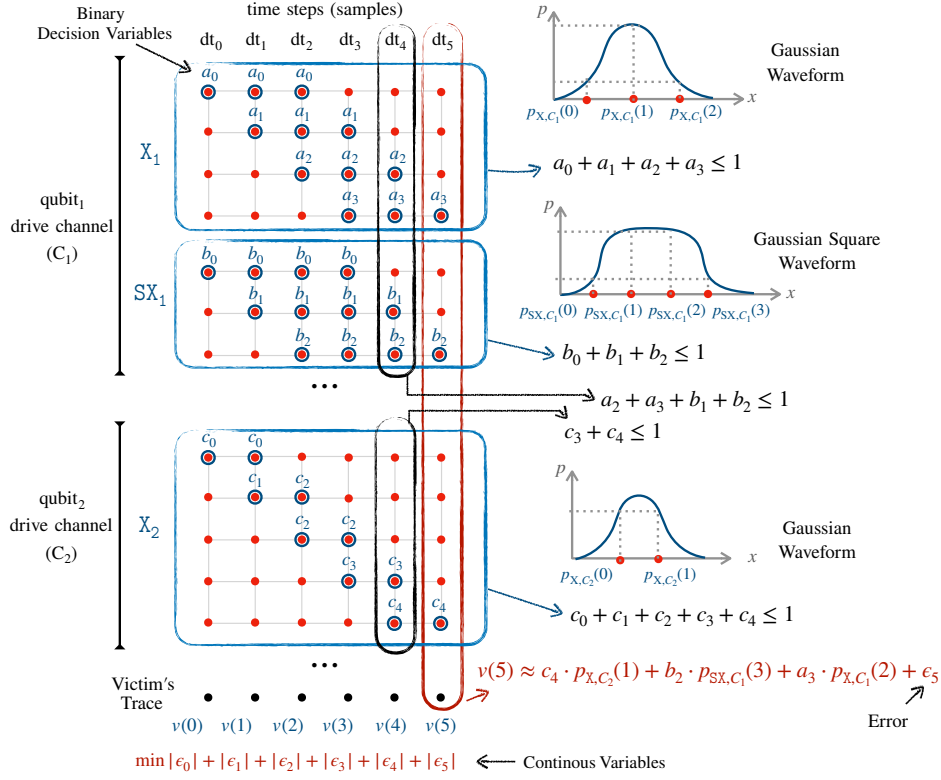 time steps (samples)
Binary
Decision Variables
dt0 dt1 dt2 dt3 dt4 dt5
qubit1
drive channel
(C1)
X1
a0 a0 a0
a1 a1 a1
a2 a2 a2
a3 a3 a3
SX1
b0 b0 b0 b0
b1 b1 b1 b1
b2 b2 b2 b2
...
qubit2
drive channel
(C2)
X2
c0 c0
c1 c2
c2 c2
c3 c3
c4 c4
...
Victim's
Trace
v(0) v(1) v(2) v(3) v(4) v(5)
min|ϵ0| + |ϵ1| + |ϵ2| + |ϵ3| + |ϵ4| + |ϵ5|
Continous Variables
p
x
pX,C1(0) pX,C1(1) pX,C1(2)
Gaussian
Waveform
a0 + a1 + a2 + a3 ≤ 1
p
x
pSX,C1(0) pSX,C1(1) pSX,C1(2) pSX,C1(3)
Gaussian Square
Waveform
b0 + b1 + b2 ≤ 1
a2 + a3 + b1 + b2 ≤ 1
c3 + c4 ≤ 1
p
x
pX,C2(0) pX,C2(1)
Gaussian
Waveform
c0 + c1 + c2 + c3 + c4 ≤ 1
v(5) ≈ c4 · pX,C2(1) + b2 · pSX,C1(3) + a3 · pX,C1(2) + ϵ5
Error